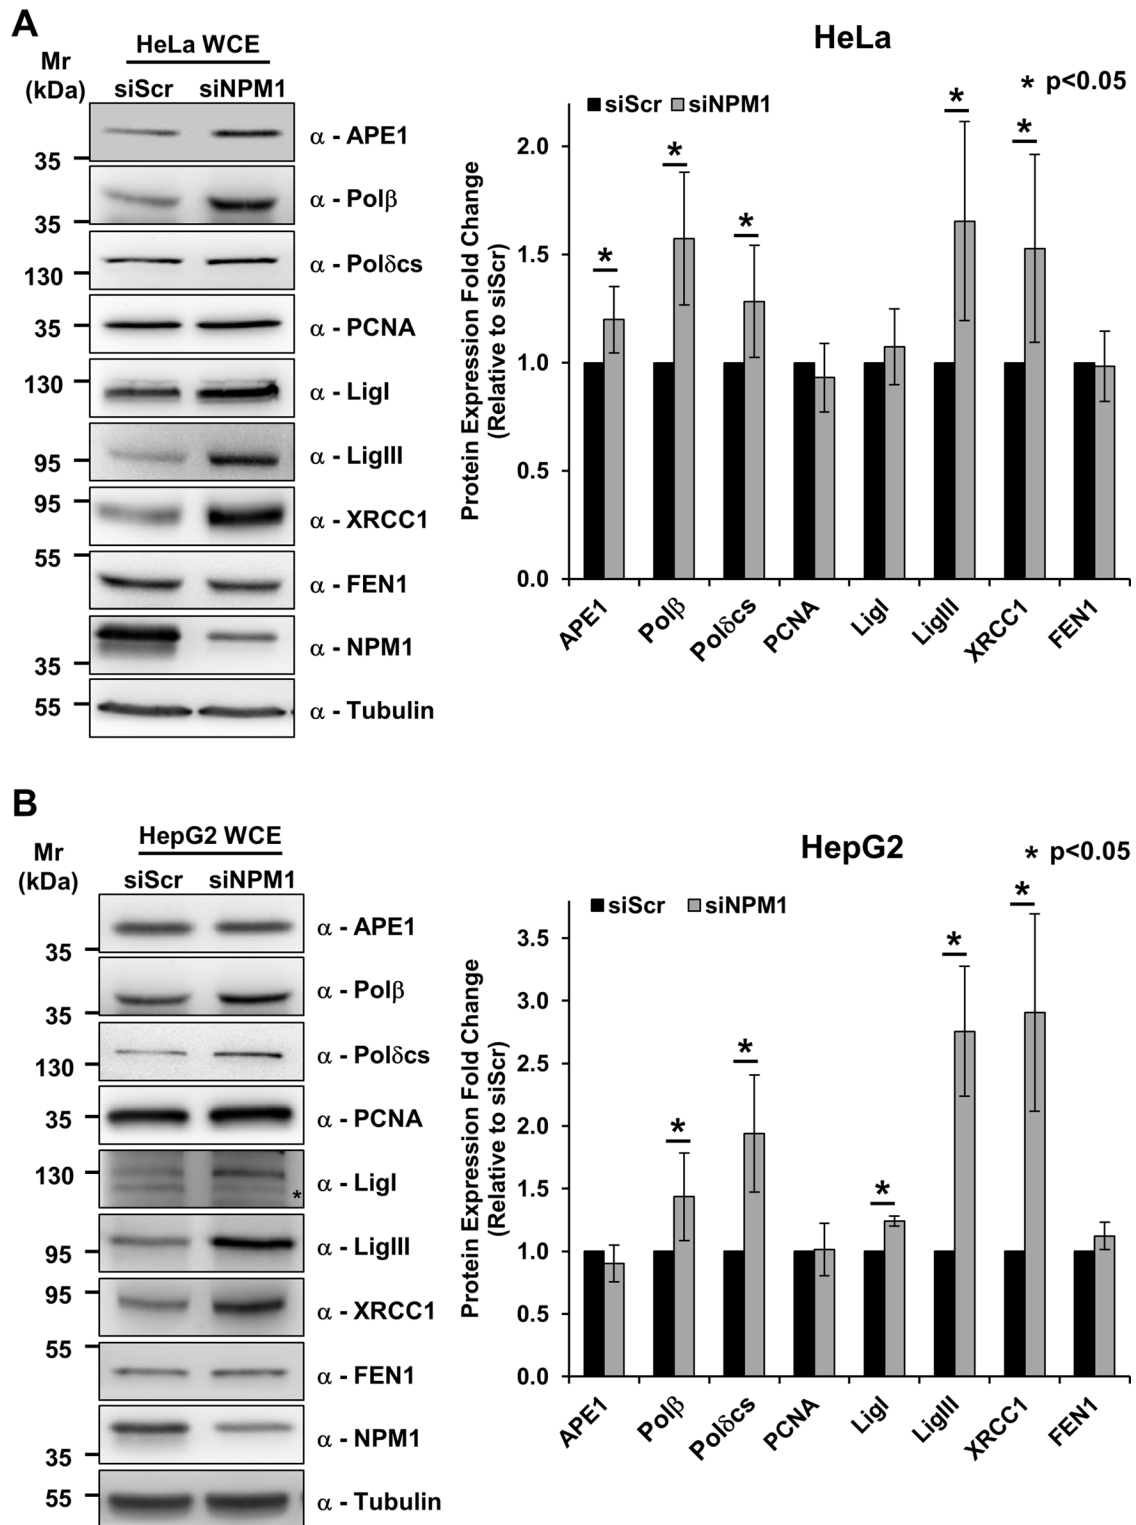 A
HeLa WCE
Mr
(kDa)
siScr siNPM1
35
α - APE1
35
α - Polβ
130
α - Polδcs
35
α - PCNA
130
α - LigI
95
α - LigIII
95
α - XRCC1
55
α - FEN1
35
α - NPM1
55
α - Tubulin
HeLa
* p<0.05
siScr siNPM1
Protein Expression Fold Change
(Relative to siScr)
2.0
1.5
1.0
0.5
0.0
* * * * *
APE1 Polβ Polδcs PCNA LigI LigIII XRCC1 FEN1
B
HepG2 WCE
Mr
(kDa)
siScr siNPM1
35
α - APE1
35
α - Polβ
130
α - Polδcs
35
α - PCNA
130
* α - LigI
95
α - LigIII
95
α - XRCC1
55
α - FEN1
35
α - NPM1
55
α - Tubulin
HepG2
* p<0.05
siScr siNPM1
Protein Expression Fold Change
(Relative to siScr)
3.5
3.0
2.5
2.0
1.5
1.0
0.5
0.0
* * * * *
APE1 Polβ Polδcs PCNA LigI LigIII XRCC1 FEN1